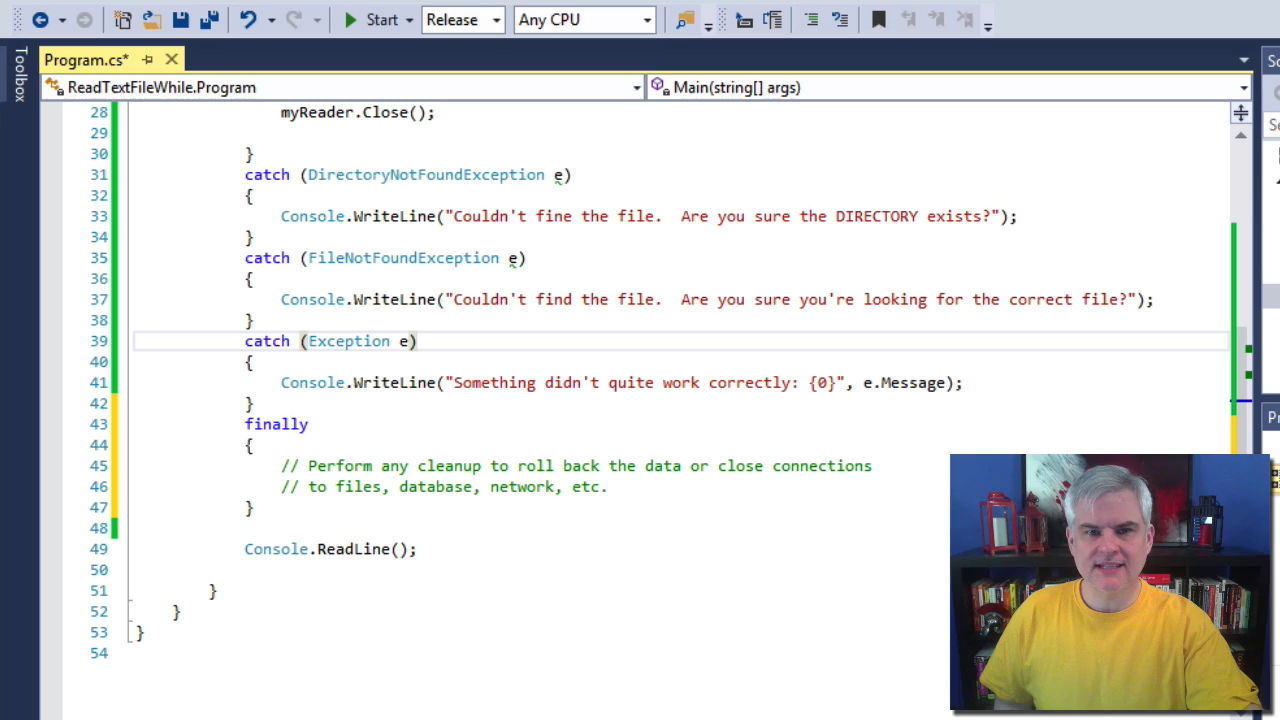 Start
Release
Any CPU
Toolbox
Program.cs*
ReadTextFileWhile.Program
Main(string[] args)
28 myReader.Close();
29
30 }
31 catch (DirectoryNotFoundException e)
32 {
33 Console.WriteLine("Couldn't fine the file.  Are you sure the DIRECTORY exists?");
34 }
35 catch (FileNotFoundException e)
36 {
37 Console.WriteLine("Couldn't find the file.  Are you sure you're looking for the correct file?");
38 }
39 catch (Exception e)
40 {
41 Console.WriteLine("Something didn't quite work correctly: {0}", e.Message);
42 }
43 finally
44 {
45 // Perform any cleanup to roll back the data or close connections
46 // to files, database, network, etc.
47 }
48
49 Console.ReadLine();
50
51 }
52 }
53 }
54